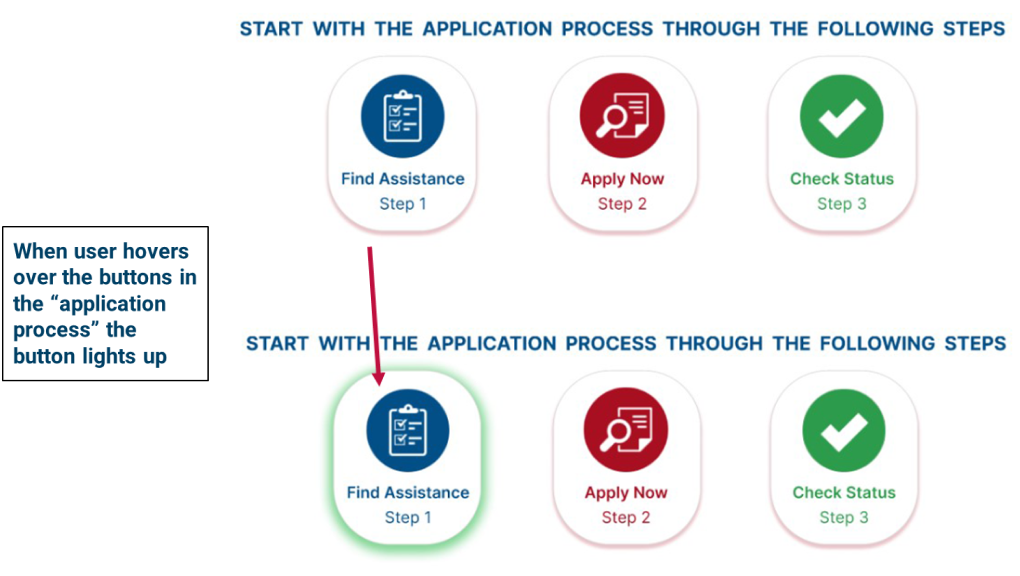 START WITH THE APPLICATION PROCESS THROUGH THE FOLLOWING STEPS
Find Assistance
Step 1
Apply Now
Step 2
Check Status
Step 3
When user hovers
over the buttons in
the “application
process” the
button lights up
START WITH THE APPLICATION PROCESS THROUGH THE FOLLOWING STEPS
Find Assistance
Step 1
Apply Now
Step 2
Check Status
Step 3